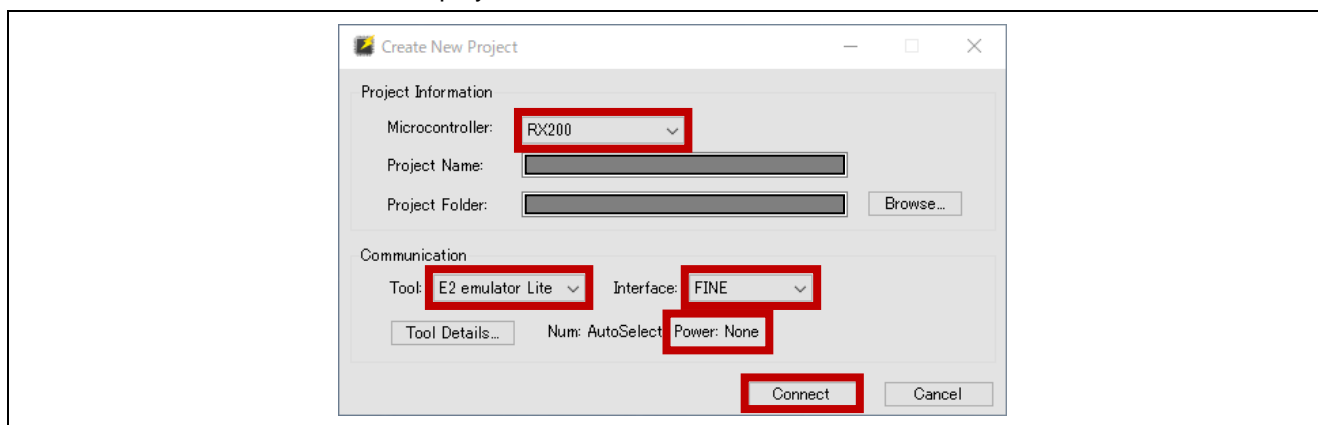 Create New Project
Project Information
Microcontroller: RX200
Project Name:
Project Folder: Browse...
Communication
Tool: E2 emulator Lite Interface: FINE
Tool Details... Num: AutoSelect Power: None
Connect Cancel